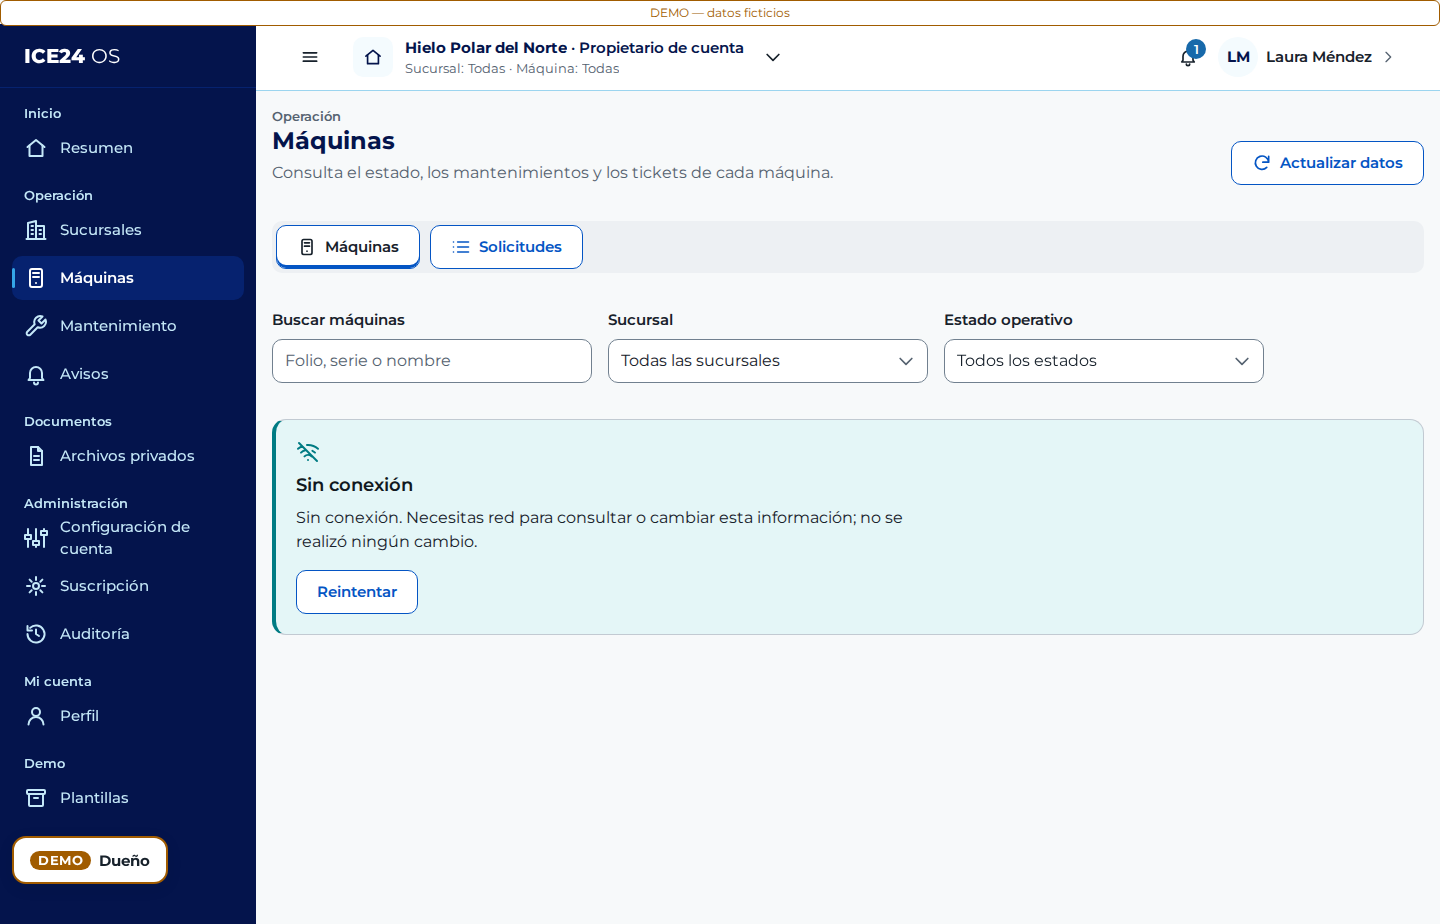 DEMO — datos ficticios
ICE24 OS
Inicio
Resumen
Operación
Sucursales
Máquinas
Mantenimiento
Avisos
Documentos
Archivos privados
Administración
Configuración de
cuenta
Suscripción
Auditoría
Mi cuenta
Perfil
Demo
Plantillas
DEMO Dueño
Hielo Polar del Norte · Propietario de cuenta
Sucursal: Todas · Máquina: Todas
1
LM Laura Méndez
Operación
Máquinas
Consulta el estado, los mantenimientos y los tickets de cada máquina.
Actualizar datos
Máquinas
Solicitudes
Buscar máquinas
Folio, serie o nombre
Sucursal
Todas las sucursales
Estado operativo
Todos los estados
Sin conexión
Sin conexión. Necesitas red para consultar o cambiar esta información; no se
realizó ningún cambio.
Reintentar